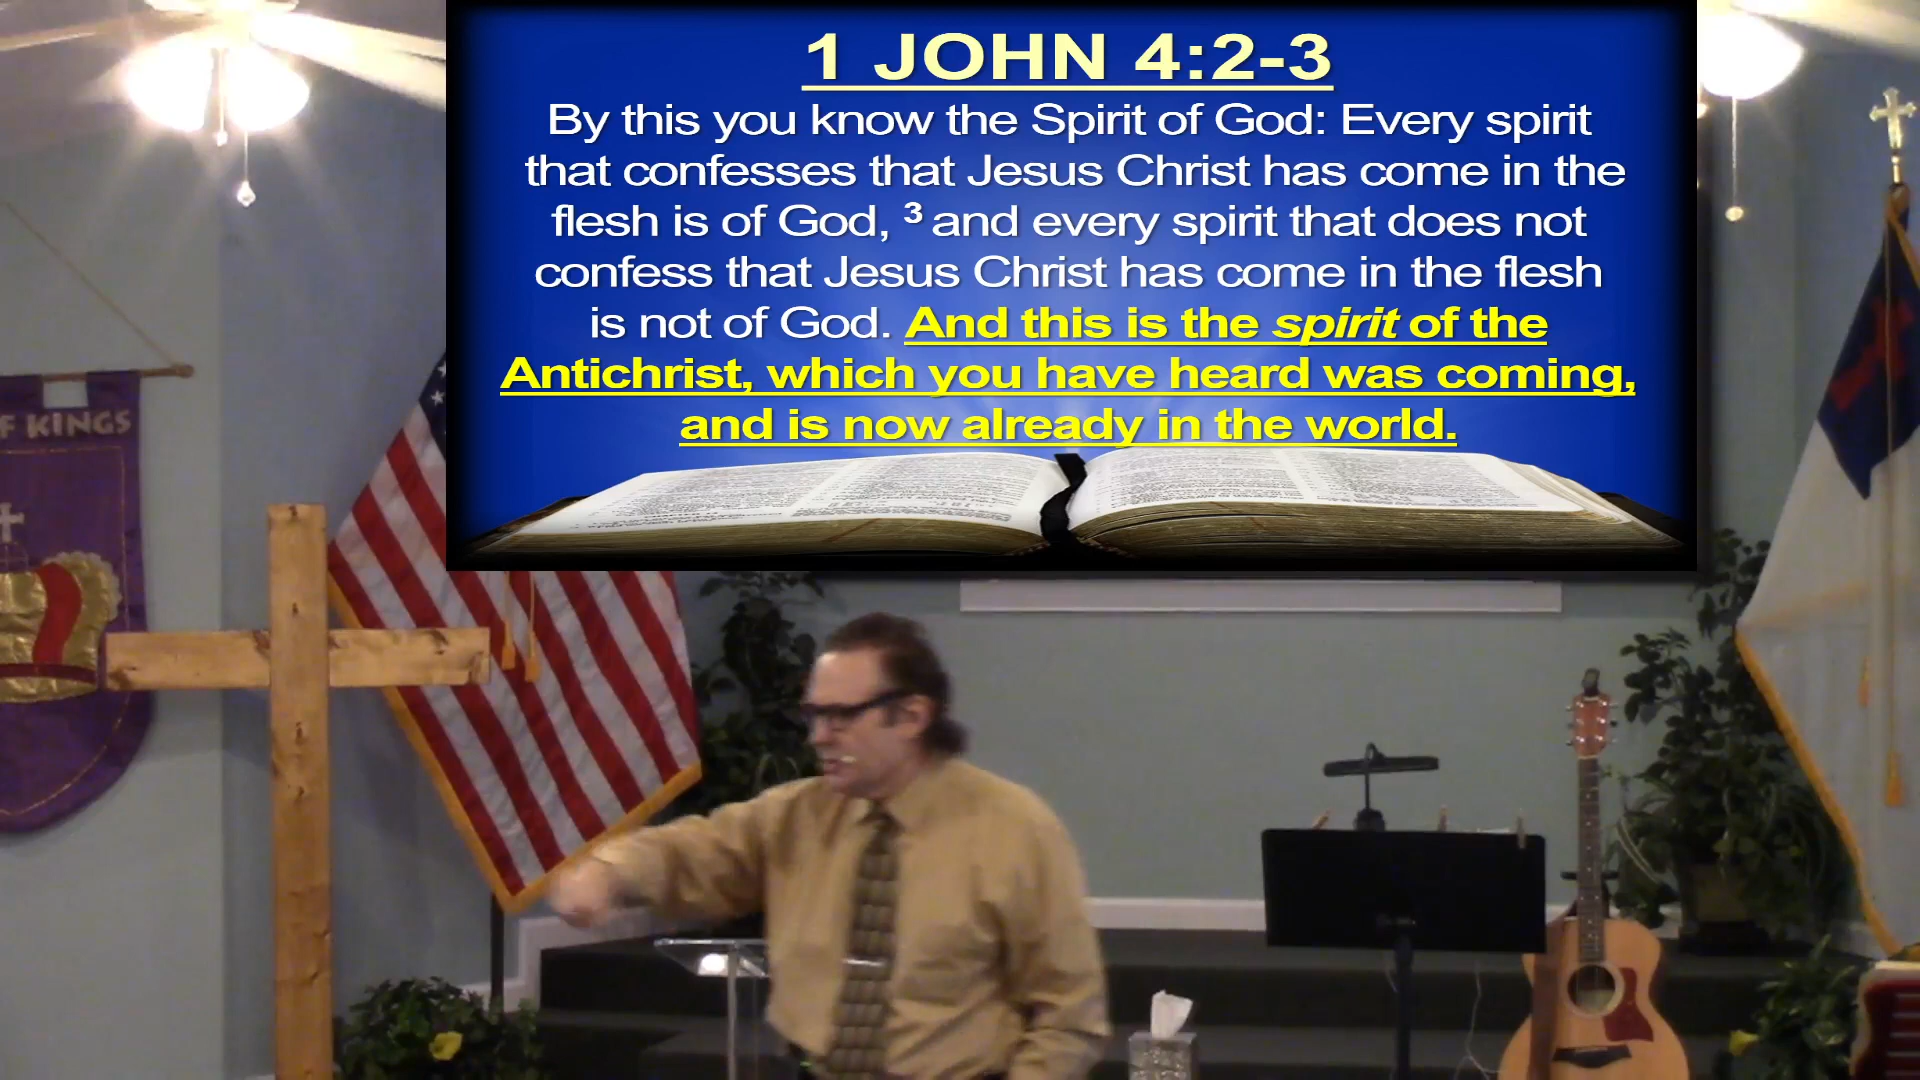 1 JOHN 4:2-3
By this you know the Spirit of God: Every spirit
that confesses that Jesus Christ has come in the
flesh is of God, 3 and every spirit that does not
confess that Jesus Christ has come in the flesh
is not of God. And this is the spirit of the
Antichrist, which you have heard was coming,
and is now already in the world.
F KINGS